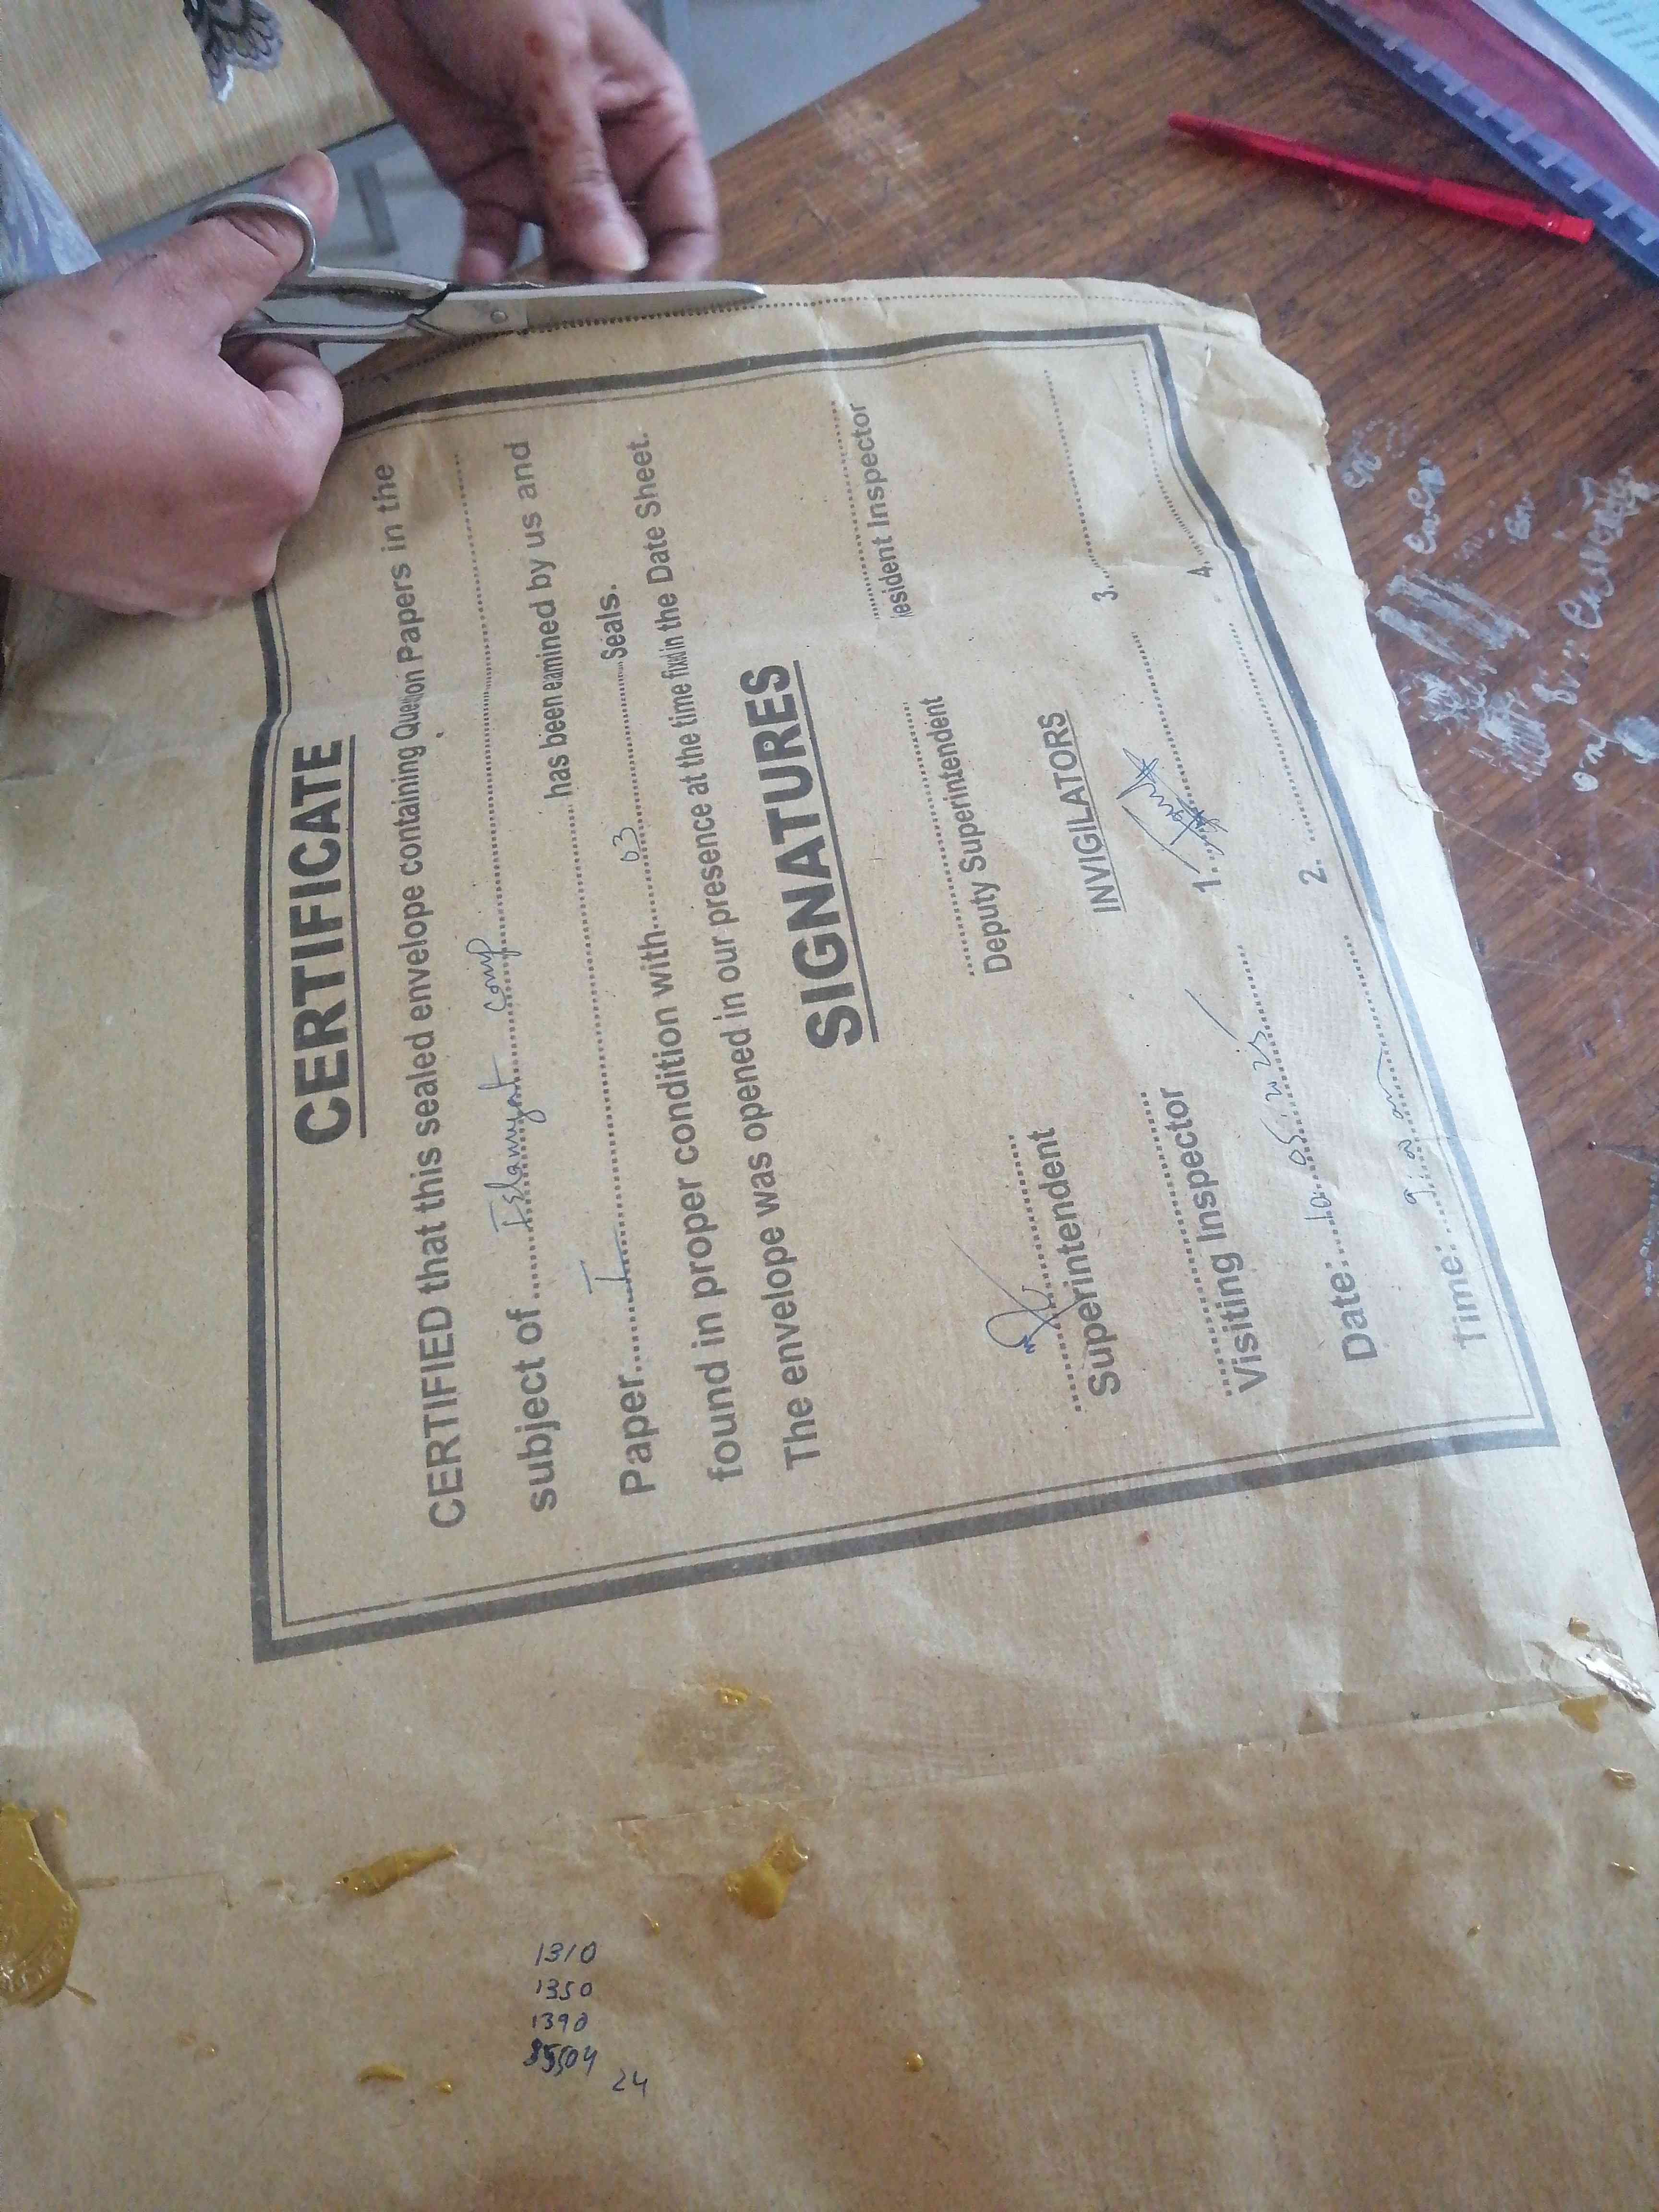 CERTIFICATE
CERTIFIED that this sealed envelope containing Question Papers in the
subject of Islamyat comp
Paper I has been examined by us and
found in proper condition with 03 Seals.
The envelope was opened in our presence at the time fixed in the Date Sheet.
SIGNATURES
Superintendent
Deputy Superintendent
Resident Inspector
Visiting Inspector
INVIGILATORS
1.
3.
2.
4.
Date:
Time:
1310
1350
1390
85504
24